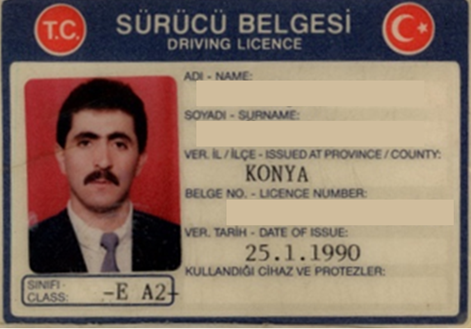 T.C.
SÜRÜCÜ BELGESİ
DRIVING LICENCE
ADI - NAME:
SOYADI - SURNAME:
VER. İL / İLÇE - ISSUED AT PROVINCE / COUNTY:
KONYA
BELGE NO. - LICENCE NUMBER:
VER. TARİH - DATE OF ISSUE:
25.1.1990
KULLANDIĞI CİHAZ VE PROTEZLER:
SINIFI-
CLASS: -E A2-